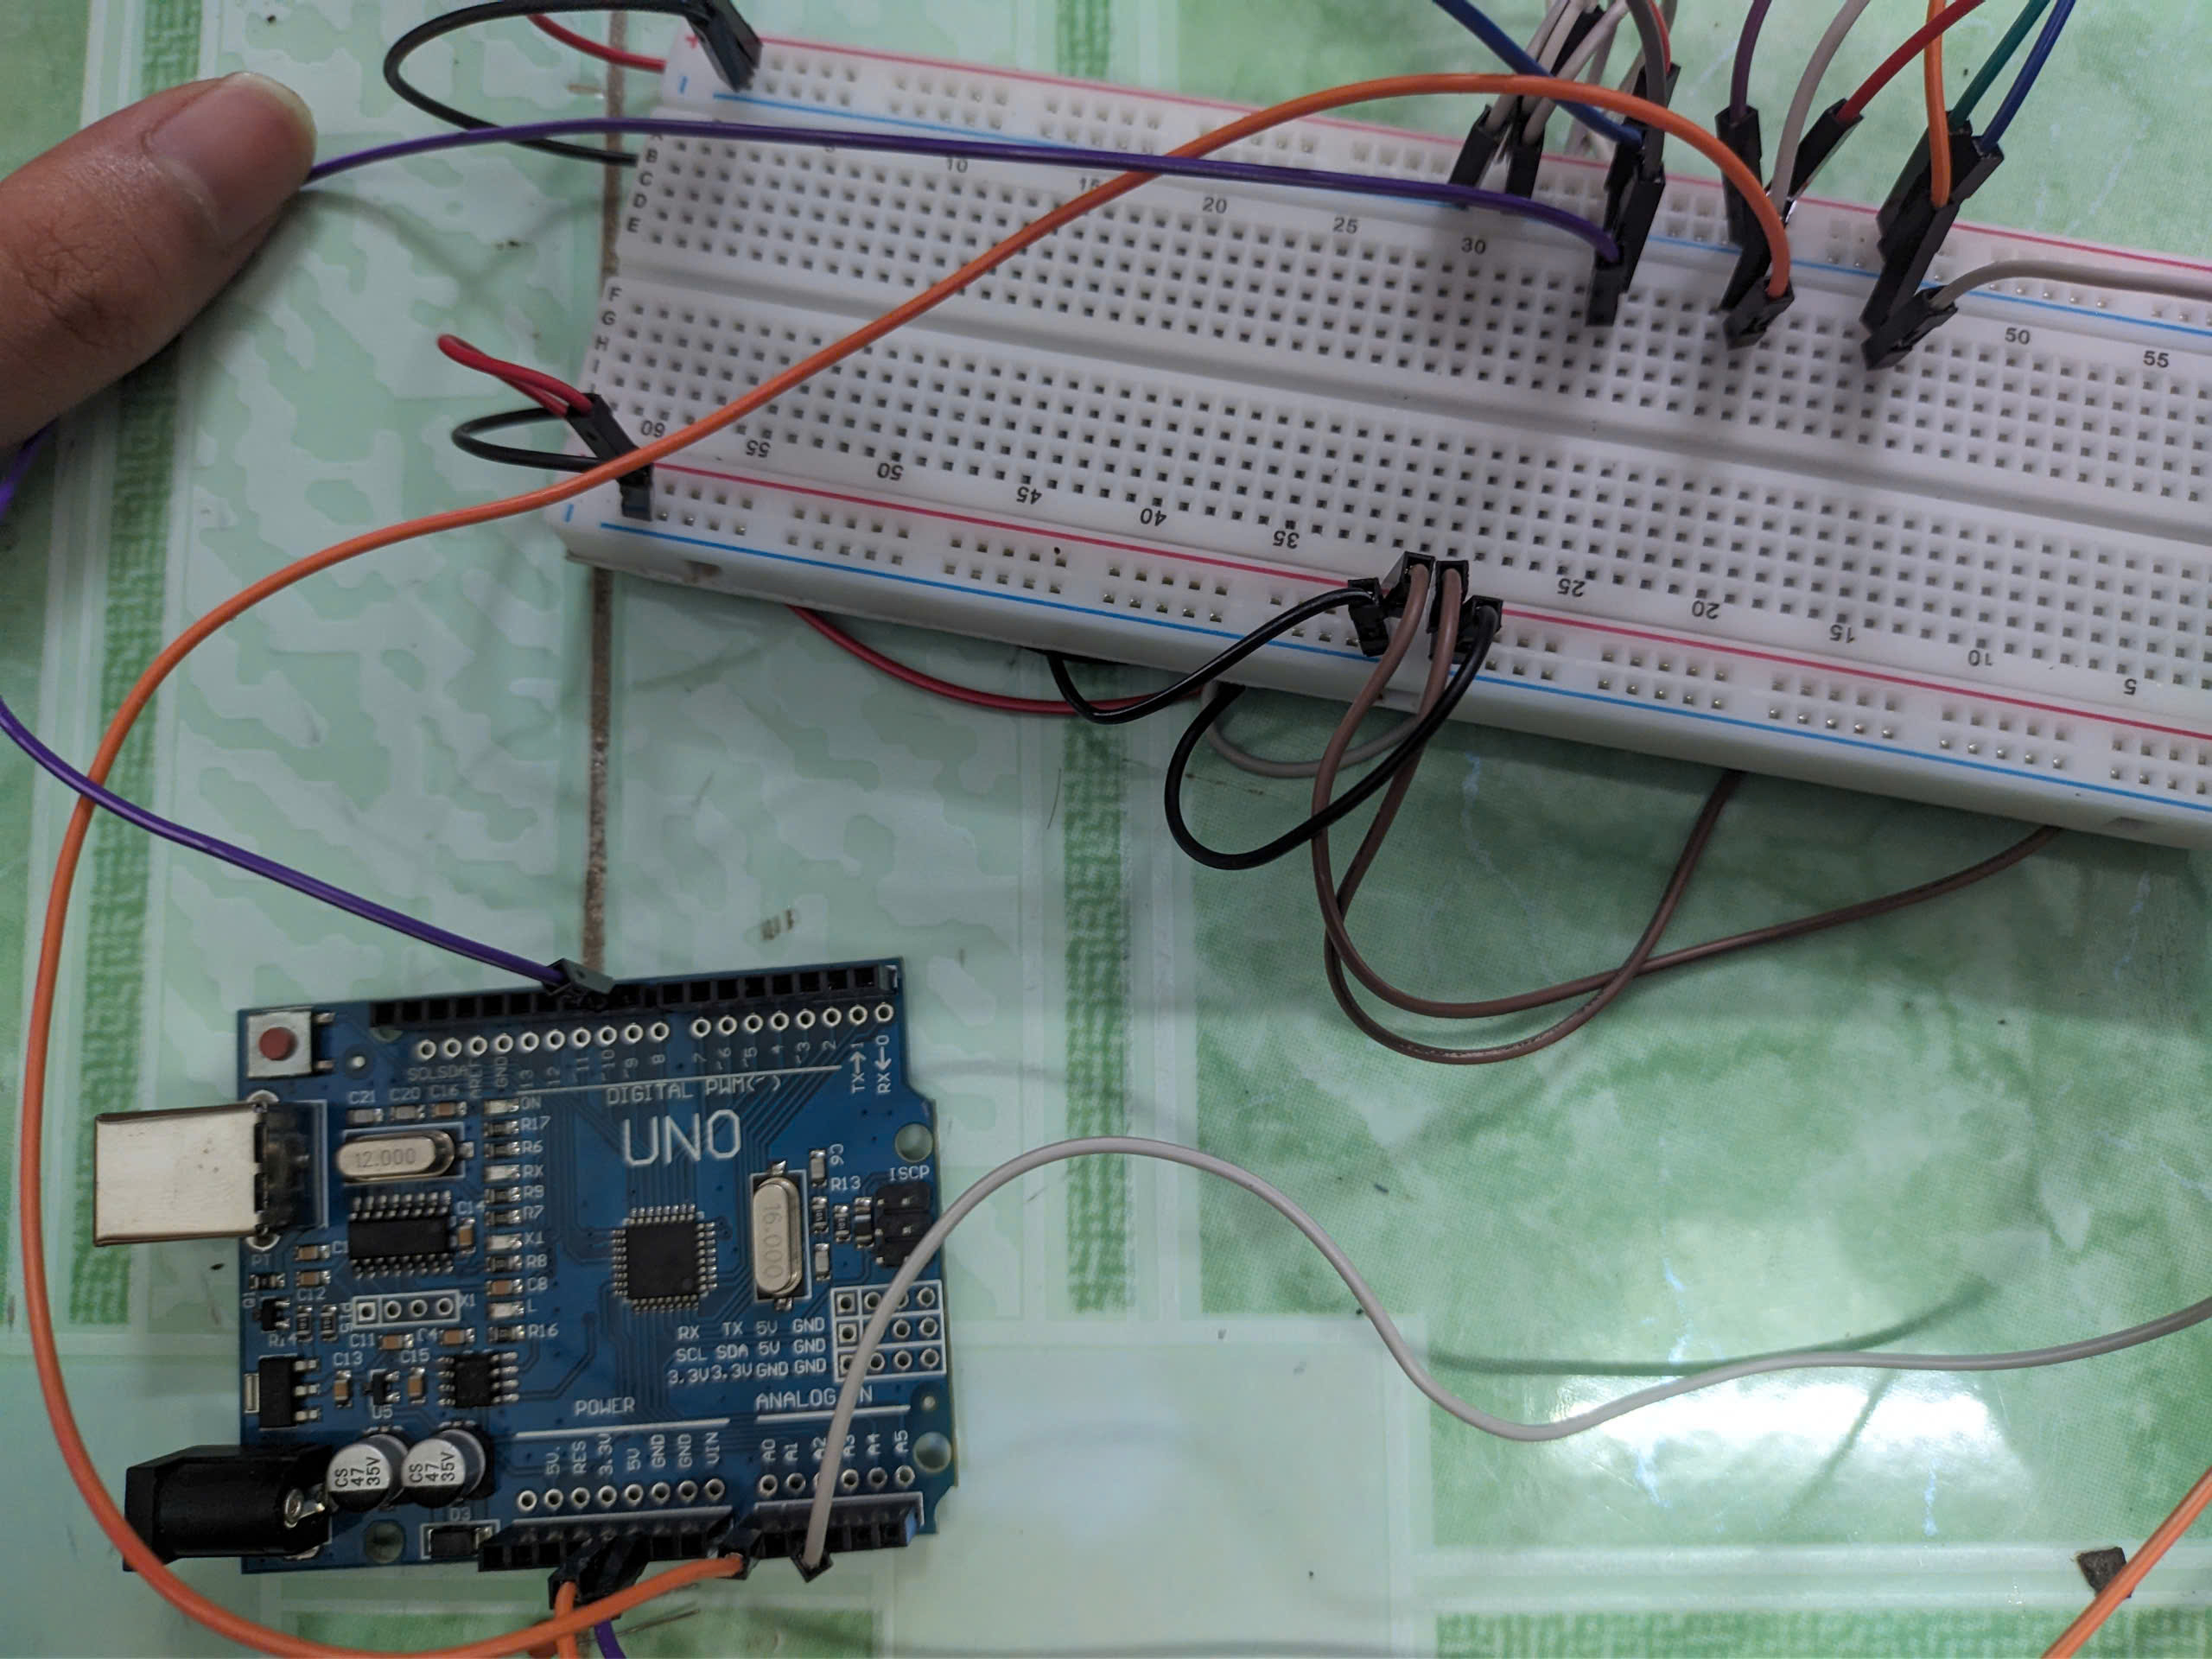 +
A
B
C
D
E
10
15
20
25
30
50
55
F
G
H
I
60
55
50
45
40
35
25
20
15
10
5
SCL SDA AREF GND 13 12 ~11 ~10 ~9 8 7 ~6 ~5 4 ~3 2 TX→1 RX←0
DIGITAL PWM(~)
C21 C20 C16
ON
R17
R6
RX
R9
R7
X1
R8
C8
L
R16
12.000
UNO
C6
R13
ISCP
16.000
C14
C12
R14
C11
C4
X1
C13
C15
U5
RX TX 5V GND
SCL SDA 5V GND
3.3V 3.3V GND GND
POWER
ANALOG IN
5V. RES 3.3V 5V GND GND VIN A0 A1 A2 A3 A4 A5
CS
47
35V
CS
47
35V
D3